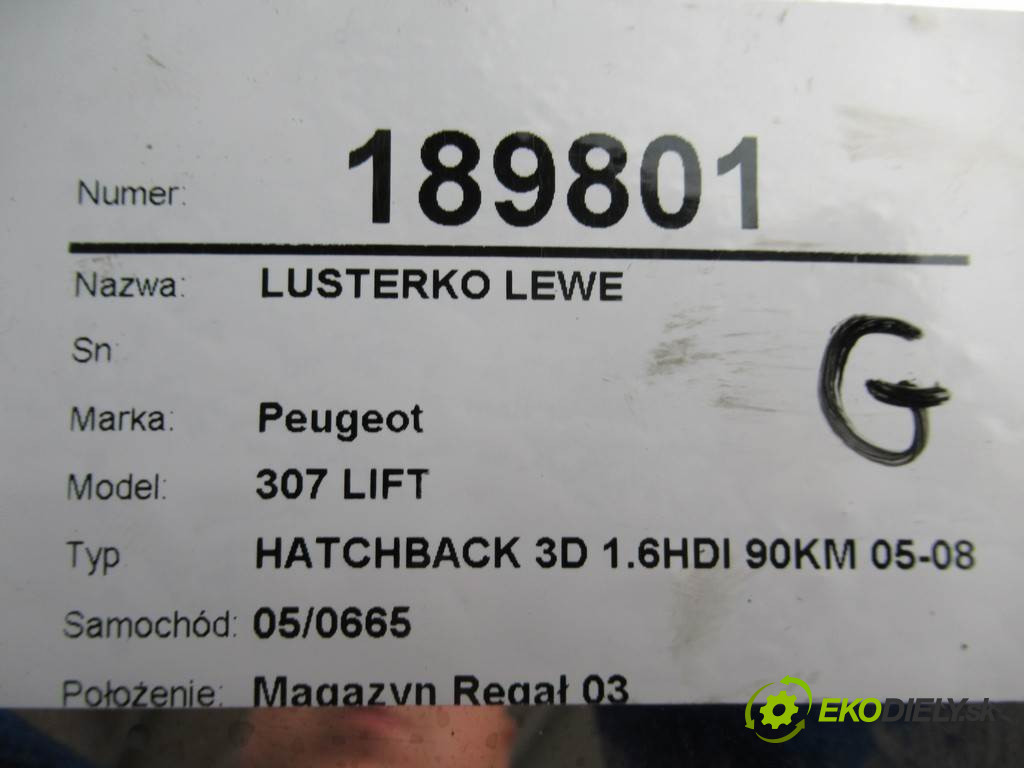 Numer: 189801
Nazwa: LUSTERKO LEWE
Sn
G
Marka: Peugeot
Model: 307 LIFT
Typ HATCHBACK 3D 1.6HDI 90KM 05-08
Samochód: 05/0665
Położenie: Magazyn Regał 03
EKODIELY.sk